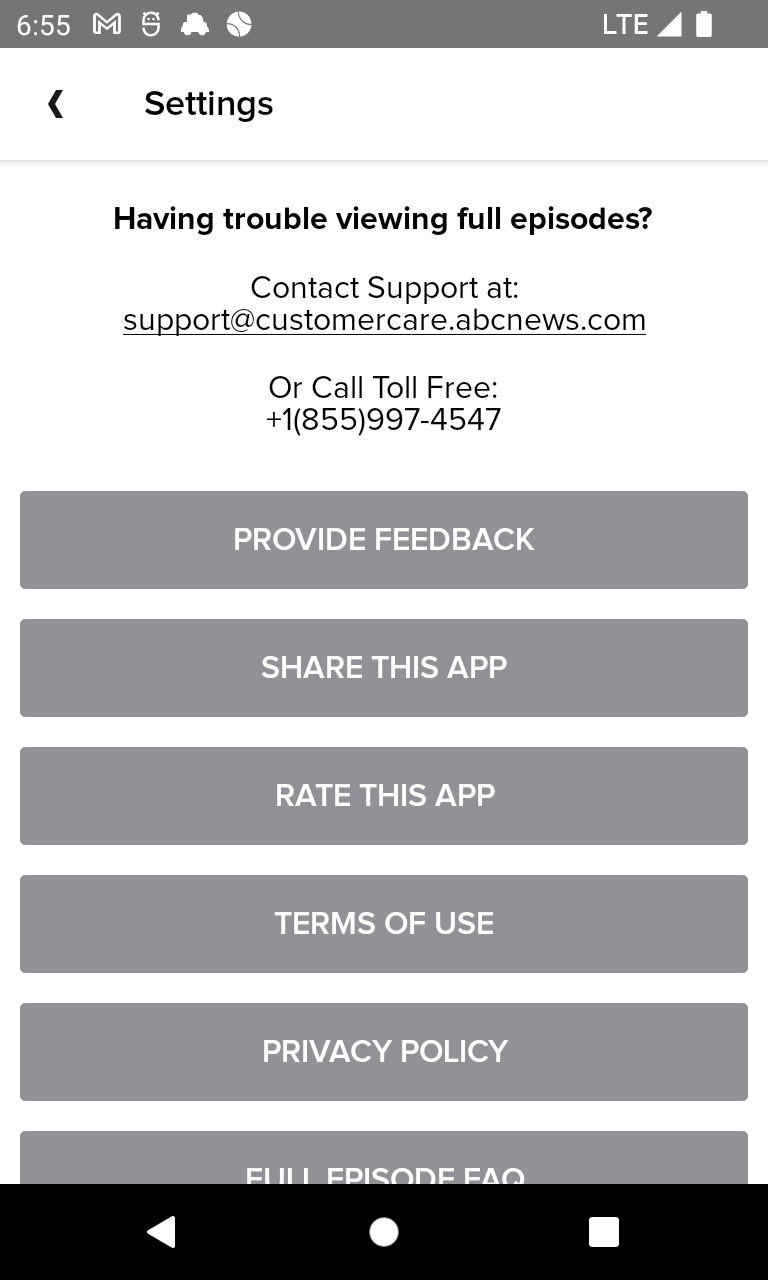 6:55 LTE
Settings
Having trouble viewing full episodes?
Contact Support at:
support@customercare.abcnews.com
Or Call Toll Free:
+1(855)997-4547
PROVIDE FEEDBACK
SHARE THIS APP
RATE THIS APP
TERMS OF USE
PRIVACY POLICY
FULL EPISODE FAQ